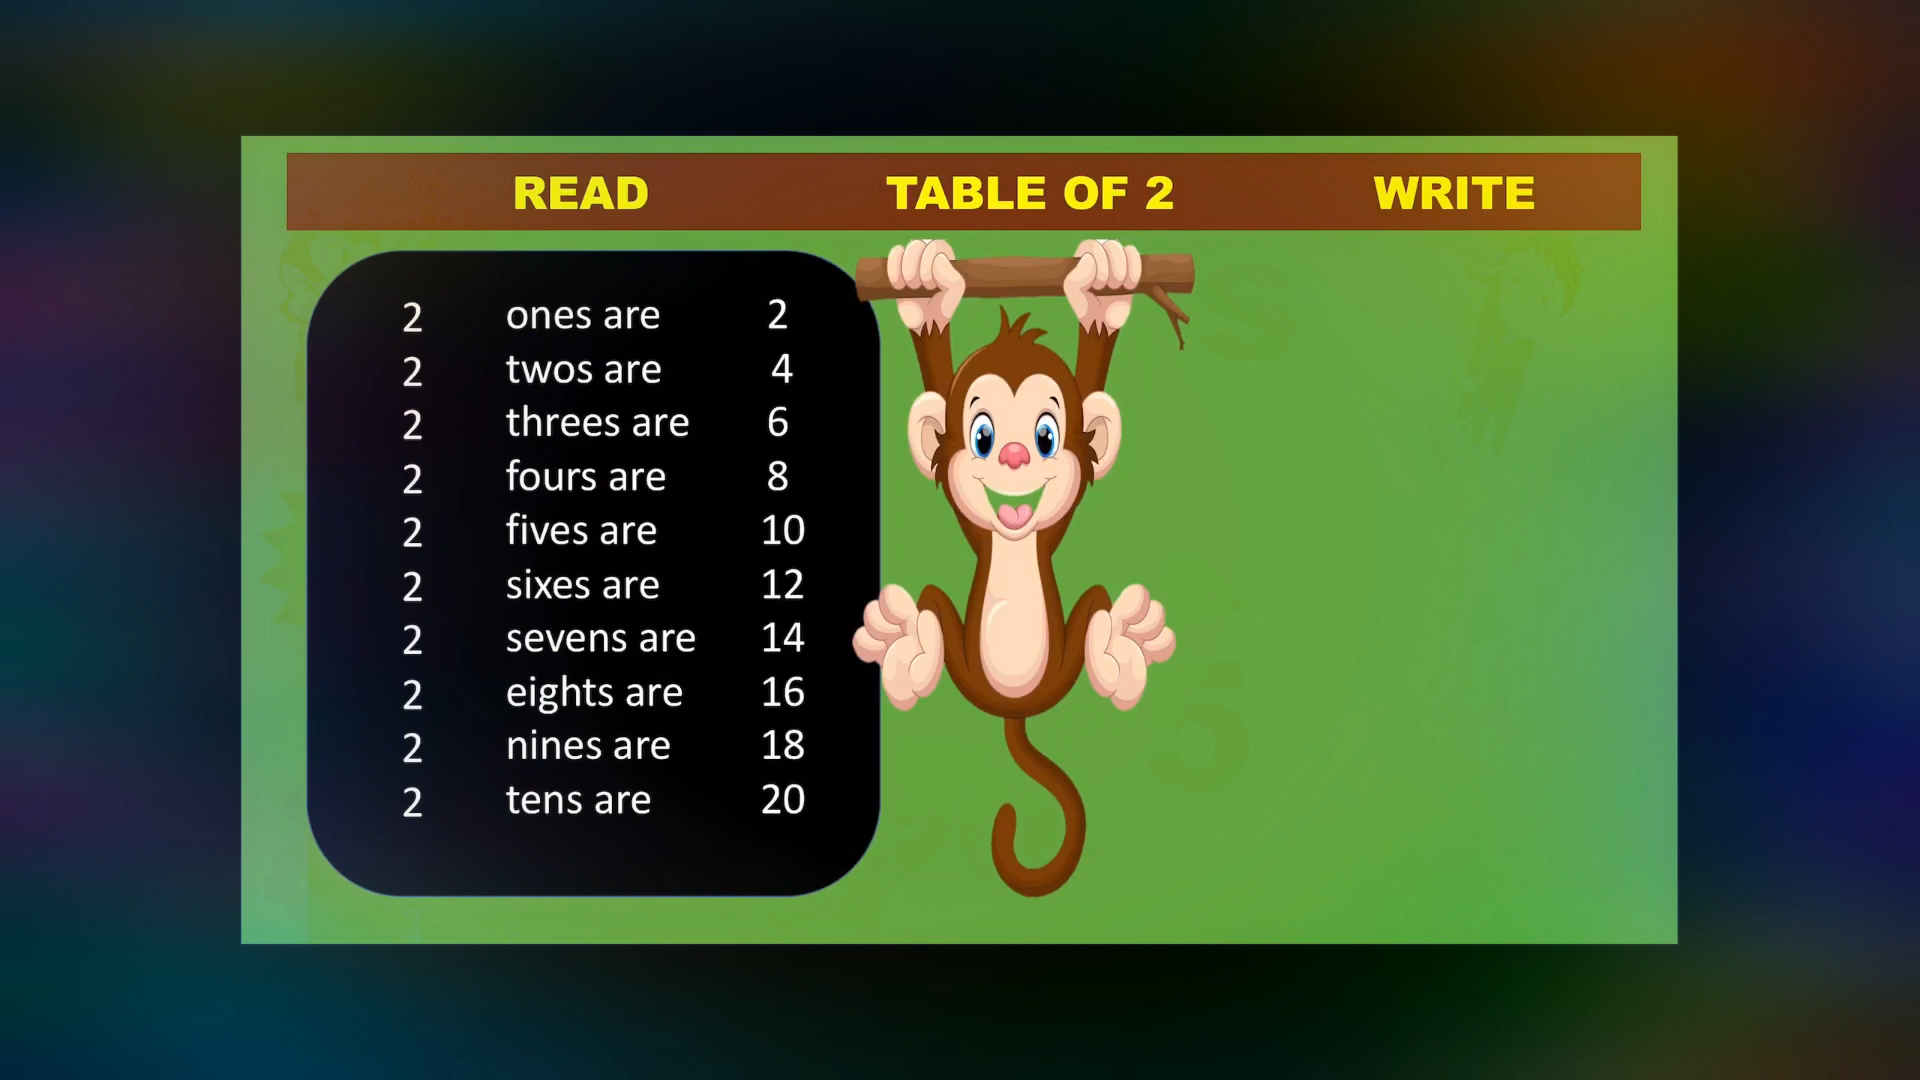 READ TABLE OF 2 WRITE
2 ones are 2
2 twos are 4
2 threes are 6
2 fours are 8
2 fives are 10
2 sixes are 12
2 sevens are 14
2 eights are 16
2 nines are 18
2 tens are 20